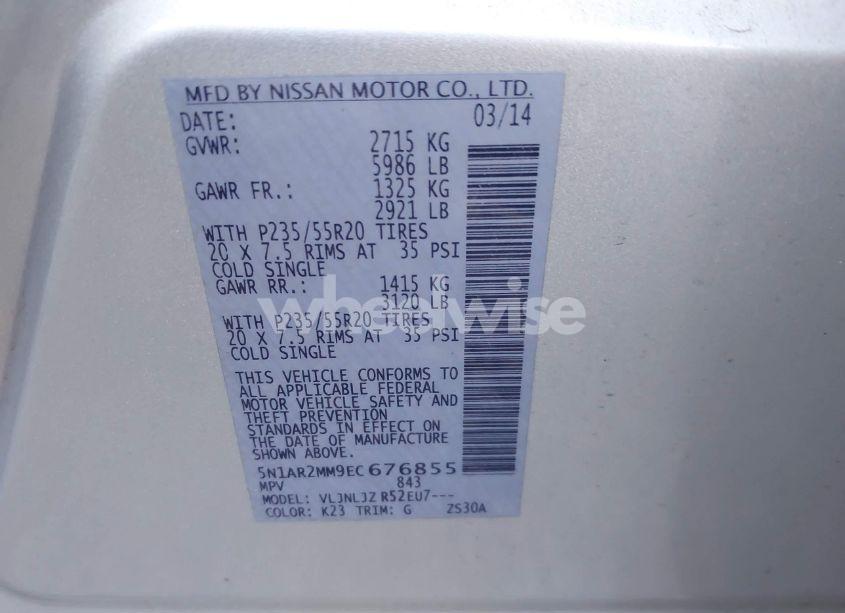 MFD BY NISSAN MOTOR CO., LTD.
DATE: 03/14
GVWR: 2715 KG
5986 LB
GAWR FR.: 1325 KG
2921 LB
WITH P235/55R20 TIRES
20 X 7.5 RIMS AT 35 PSI
COLD SINGLE
GAWR RR.: 1415 KG
3120 LB
wheelwise
WITH P235/55R20 TIRES
20 X 7.5 RIMS AT 35 PSI
COLD SINGLE
THIS VEHICLE CONFORMS TO
ALL APPLICABLE FEDERAL
MOTOR VEHICLE SAFETY AND
THEFT PREVENTION
STANDARDS IN EFFECT ON
THE DATE OF MANUFACTURE
SHOWN ABOVE.
5N1AR2MM9EC676855
MPV 843
MODEL: VLJNLJZ R52EU7---
COLOR: K23 TRIM: G ZS30A